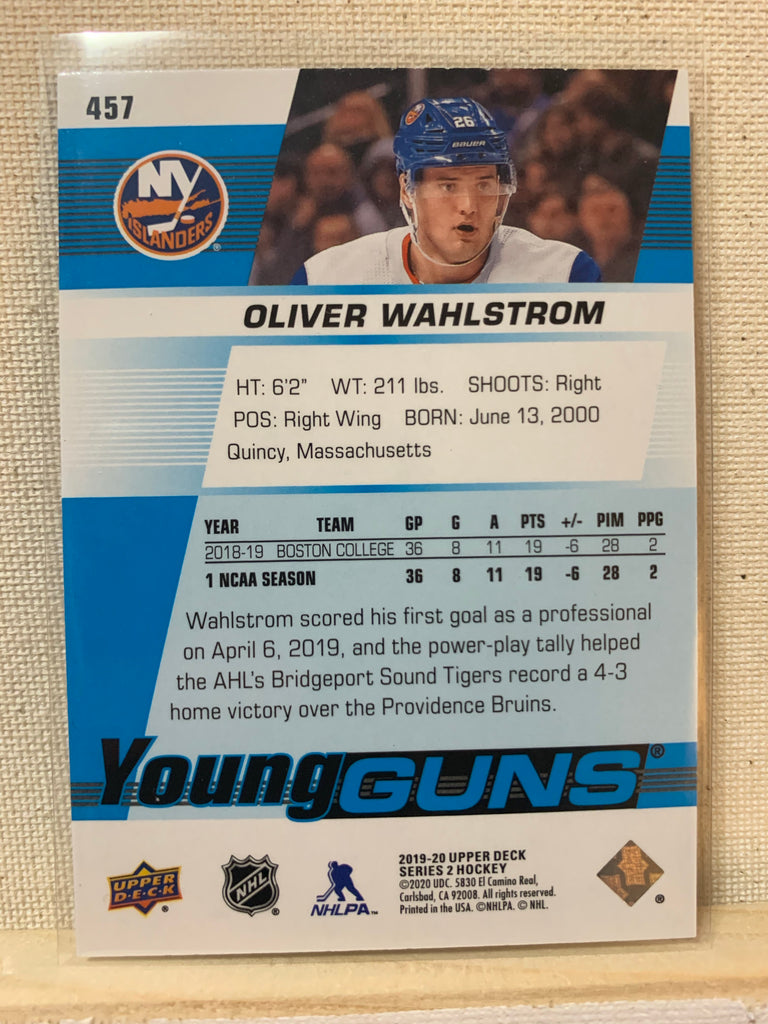 457
NY
ISLANDERS
®
26
BAUER
OLIVER WAHLSTROM
HT: 6'2" WT: 211 lbs. SHOOTS: Right
POS: Right Wing BORN: June 13, 2000
Quincy, Massachusetts
YEAR TEAM GP G A PTS +/- PIM PPG
2018-19 BOSTON COLLEGE 36 8 11 19 -6 28 2
1 NCAA SEASON 36 8 11 19 -6 28 2
Wahlstrom scored his first goal as a professional
on April 6, 2019, and the power-play tally helped
the AHL's Bridgeport Sound Tigers record a 4-3
home victory over the Providence Bruins.
Young GUNS®
UPPER
D·E·C·K
®
NHL
®
NHLPA™
2019-20 UPPER DECK
SERIES 2 HOCKEY
©2020 UDC. 5830 El Camino Real,
Carlsbad, CA 92008. All rights reserved.
Printed in the USA. ©NHLPA. © NHL.
®